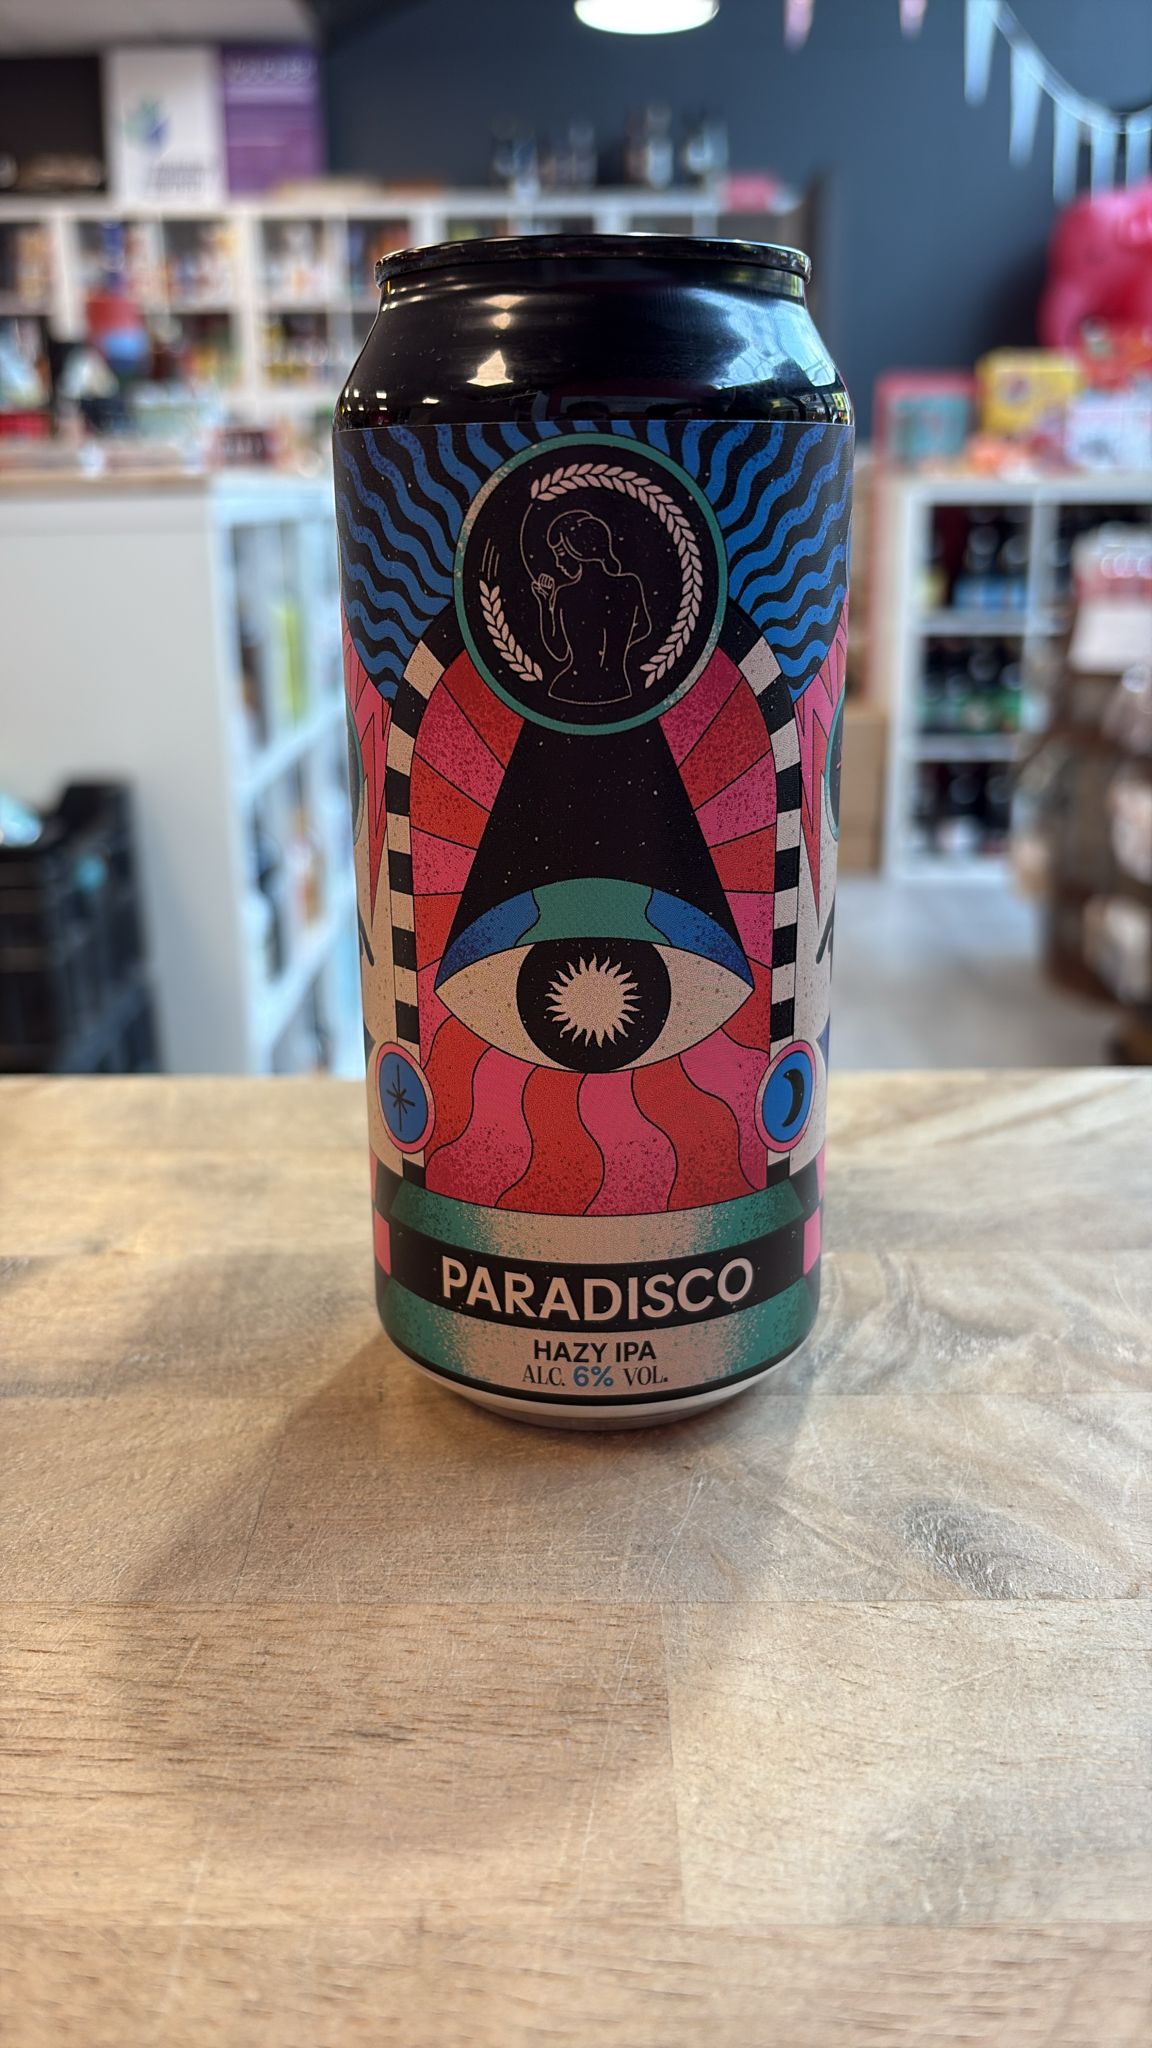 PARADISCO
HAZY IPA
ALC. 6% VOL.